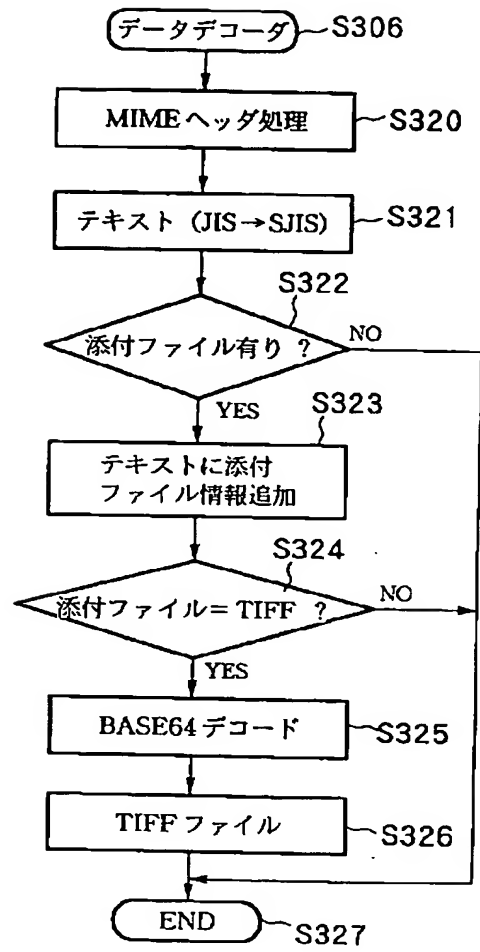 データデコーダ
S306
MIMEヘッダ処理
S320
テキスト (JIS→SJIS)
S321
S322
添付ファイル有り ?
NO
YES
S323
テキストに添付
ファイル情報追加
S324
添付ファイル=TIFF ?
NO
YES
BASE64デコード
S325
TIFFファイル
S326
END
S327